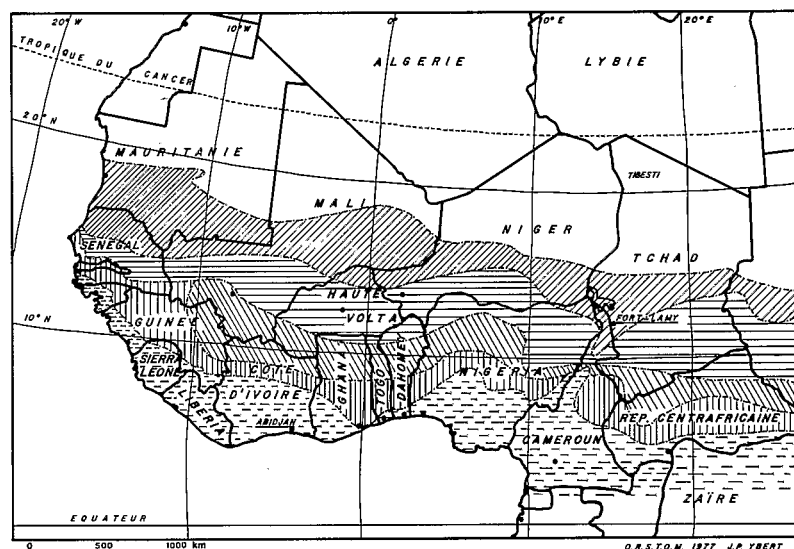 20°W
10°W
0°
10°E
20°E
TROPIQUE DU CANCER
ALGERIE
LYBIE
20°N
MAURITANIE
TIBESTI
MALI
NIGER
TCHAD
SENEGAL
HAUTE
VOLTA
FORT-LAMY
10°N
GUINEE
SIERRA
LEONE
COTE
D'IVOIRE
GHANA
TOGO
DAHOMEY
NIGERIA
LIBERIA
ABIDJAN
REP. CENTRAFRICAINE
CAMEROUN
ZAÏRE
EQUATEUR
0 500 1000 km
O.R.S.T.O.M. 1977 J.P. YBERT